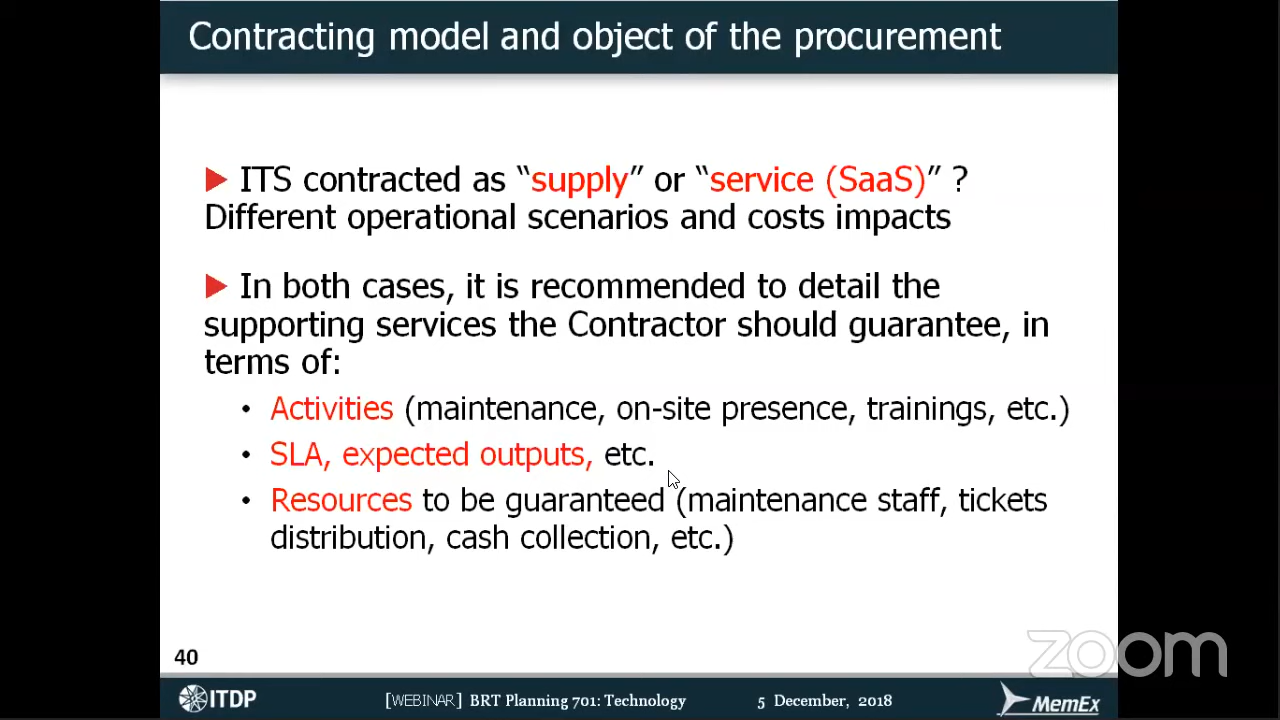 Contracting model and object of the procurement
ITS contracted as “supply” or “service (SaaS)” ?
Different operational scenarios and costs impacts
In both cases, it is recommended to detail the
supporting services the Contractor should guarantee, in
terms of:
• Activities (maintenance, on-site presence, trainings, etc.)
• SLA, expected outputs, etc.
• Resources to be guaranteed (maintenance staff, tickets
distribution, cash collection, etc.)
40
zoom
ITDP
[WEBINAR] BRT Planning 701: Technology
5 December, 2018
MemEx